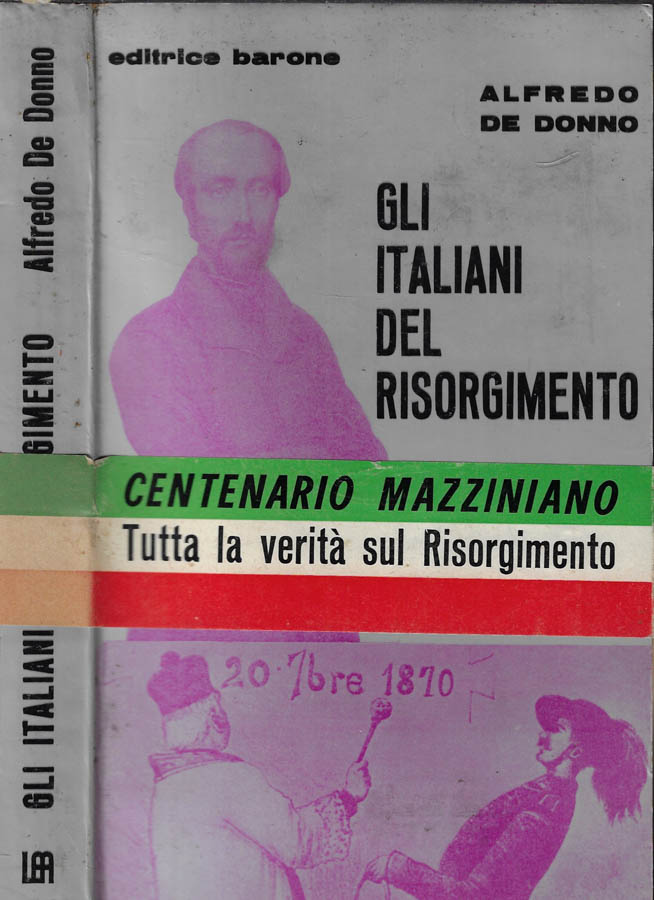 editrice barone
ALFREDO
DE DONNO
GLI
ITALIANI
DEL
RISORGIMENTO
CENTENARIO MAZZINIANO
Tutta la verità sul Risorgimento
20·7bre 1870
GLI ITALIANI
GIMENTO
Alfredo De Donno